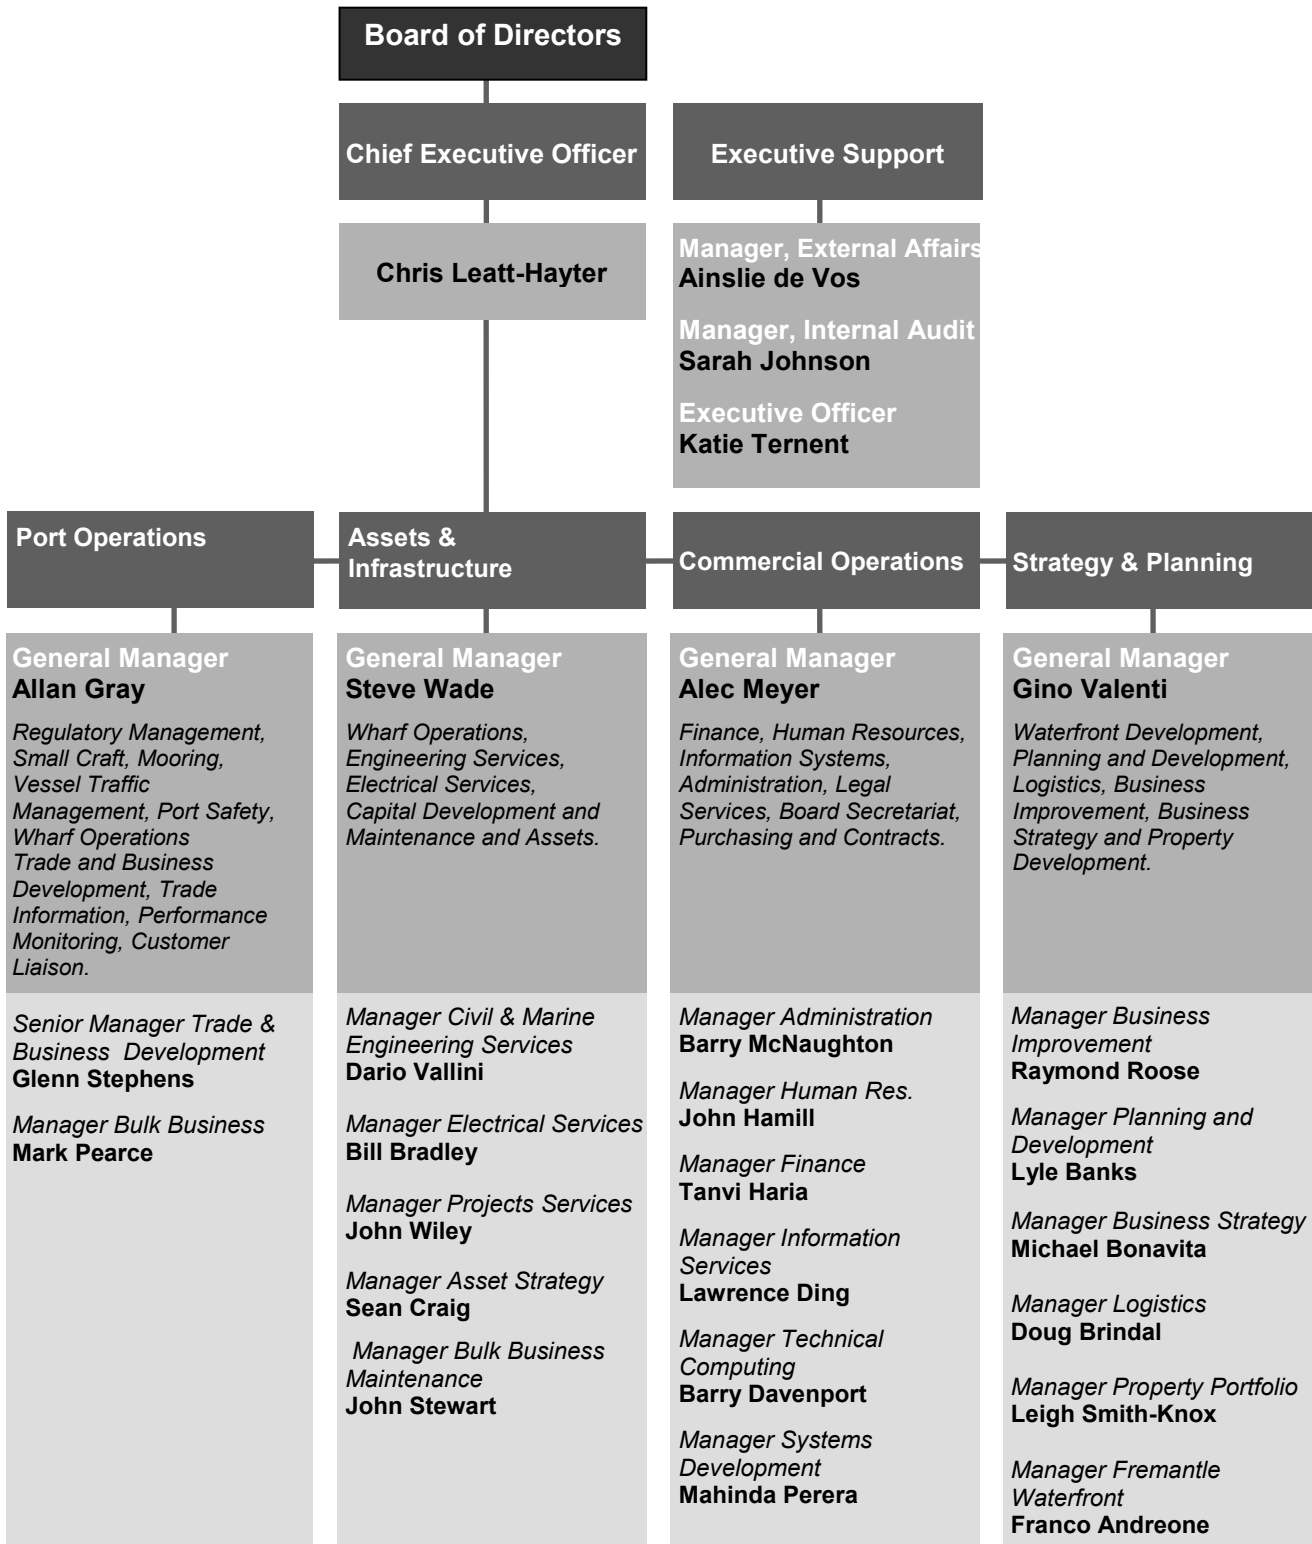 Board of Directors
Chief Executive Officer
Executive Support
Chris Leatt-Hayter
Manager, External Affairs
Ainslie de Vos
Manager, Internal Audit
Sarah Johnson
Executive Officer
Katie Ternent
Port Operations
General Manager
Allan Gray
Regulatory Management,
Small Craft, Mooring,
Vessel Traffic
Management, Port Safety,
Wharf Operations
Trade and Business
Development, Trade
Information, Performance
Monitoring, Customer
Liaison.
Senior Manager Trade &
Business Development
Glenn Stephens
Manager Bulk Business
Mark Pearce
Assets &
Infrastructure
General Manager
Steve Wade
Wharf Operations,
Engineering Services,
Electrical Services,
Capital Development and
Maintenance and Assets.
Manager Civil & Marine
Engineering Services
Dario Vallini
Manager Electrical Services
Bill Bradley
Manager Projects Services
John Wiley
Manager Asset Strategy
Sean Craig
Manager Bulk Business
Maintenance
John Stewart
Commercial Operations
General Manager
Alec Meyer
Finance, Human Resources,
Information Systems,
Administration, Legal
Services, Board Secretariat,
Purchasing and Contracts.
Manager Administration
Barry McNaughton
Manager Human Res.
John Hamill
Manager Finance
Tanvi Haria
Manager Information
Services
Lawrence Ding
Manager Technical
Computing
Barry Davenport
Manager Systems
Development
Mahinda Perera
Strategy & Planning
General Manager
Gino Valenti
Waterfront Development,
Planning and Development,
Logistics, Business
Improvement, Business
Strategy and Property
Development.
Manager Business
Improvement
Raymond Roose
Manager Planning and
Development
Lyle Banks
Manager Business Strategy
Michael Bonavita
Manager Logistics
Doug Brindal
Manager Property Portfolio
Leigh Smith-Knox
Manager Fremantle
Waterfront
Franco Andreone